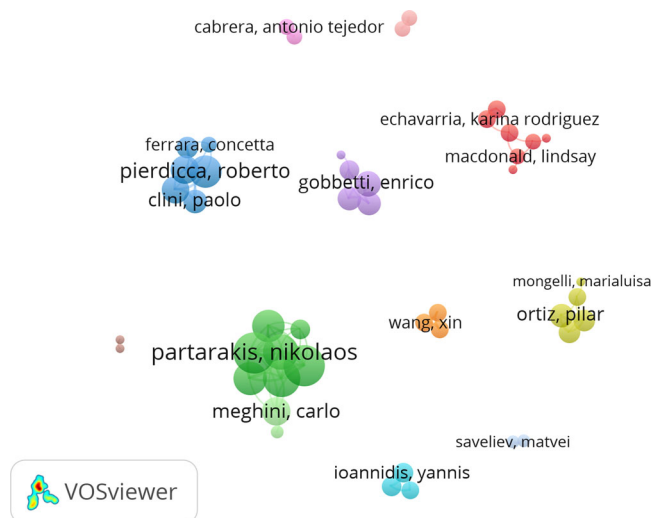 cabrera, antonio tejedor
echavarria, karina rodriguez
ferrara, concetta
macdonald, lindsay
pierdicca, roberto
gobbetti, enrico
clini, paolo
mongelli, marialuisa
ortiz, pilar
wang, xin
partarakis, nikolaos
meghini, carlo
saveliev, matvei
ioannidis, yannis
VOSviewer